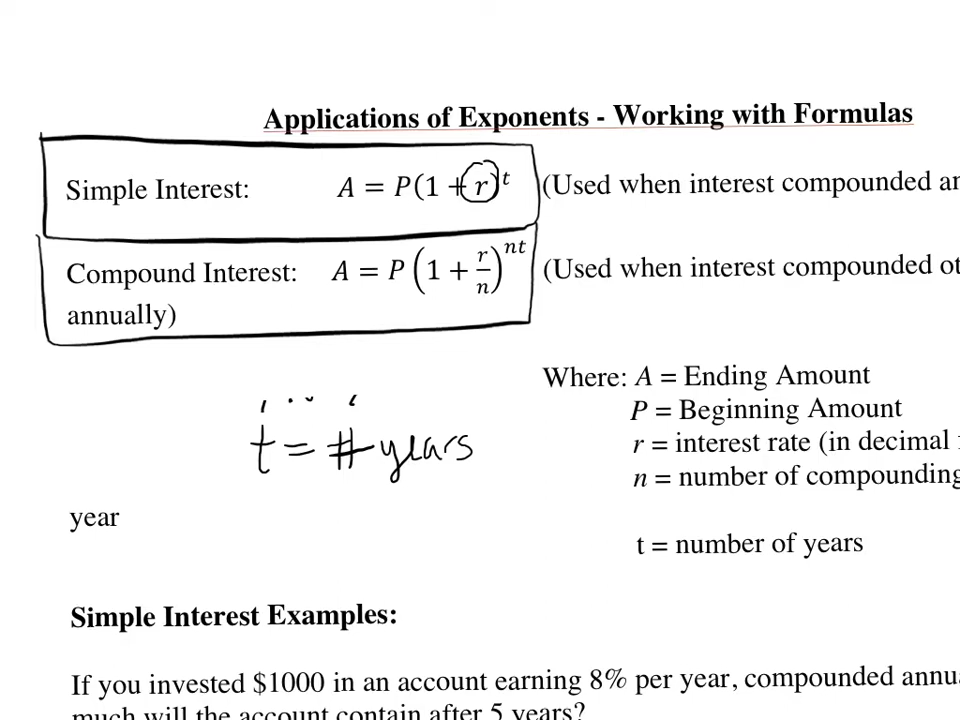 Applications of Exponents - Working with Formulas
Simple Interest: A = P(1 + r)^t (Used when interest compounded
Compound Interest: A = P(1 + r/n)^nt (Used when interest compounded
annually)
Where: A = Ending Amount
P = Beginning Amount
t = # years
r = interest rate (in decimal
n = number of compounding
year
t = number of years
Simple Interest Examples:
If you invested $1000 in an account earning 8% per year, compounded
much will the account contain after 5 years?